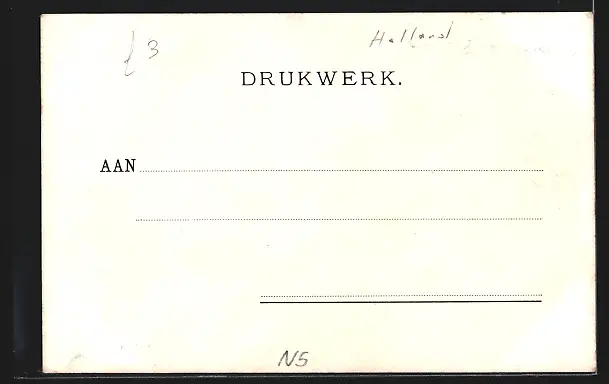 £3 Holland
DRUKWERK.
AAN
N5